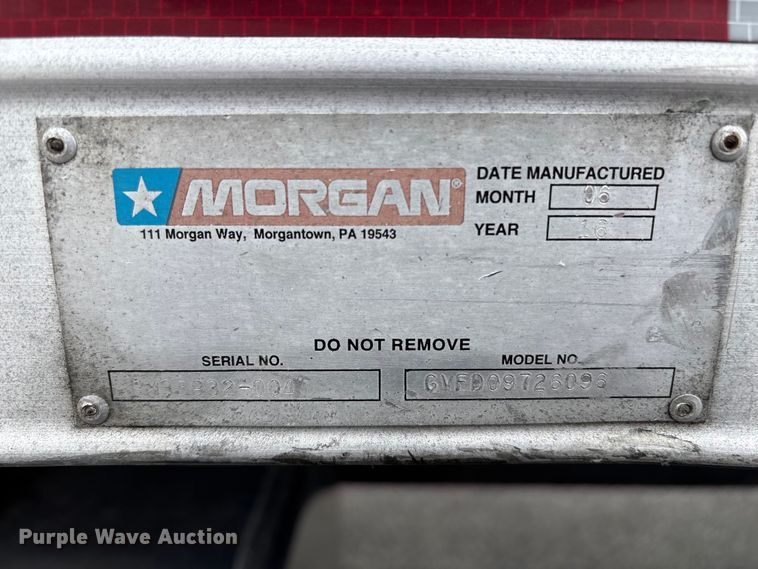 MORGAN®
111 Morgan Way, Morgantown, PA 19543
DATE MANUFACTURED
MONTH 06
YEAR 16
DO NOT REMOVE
SERIAL NO.
MODEL NO.
GVFD09726096
Purple Wave Auction